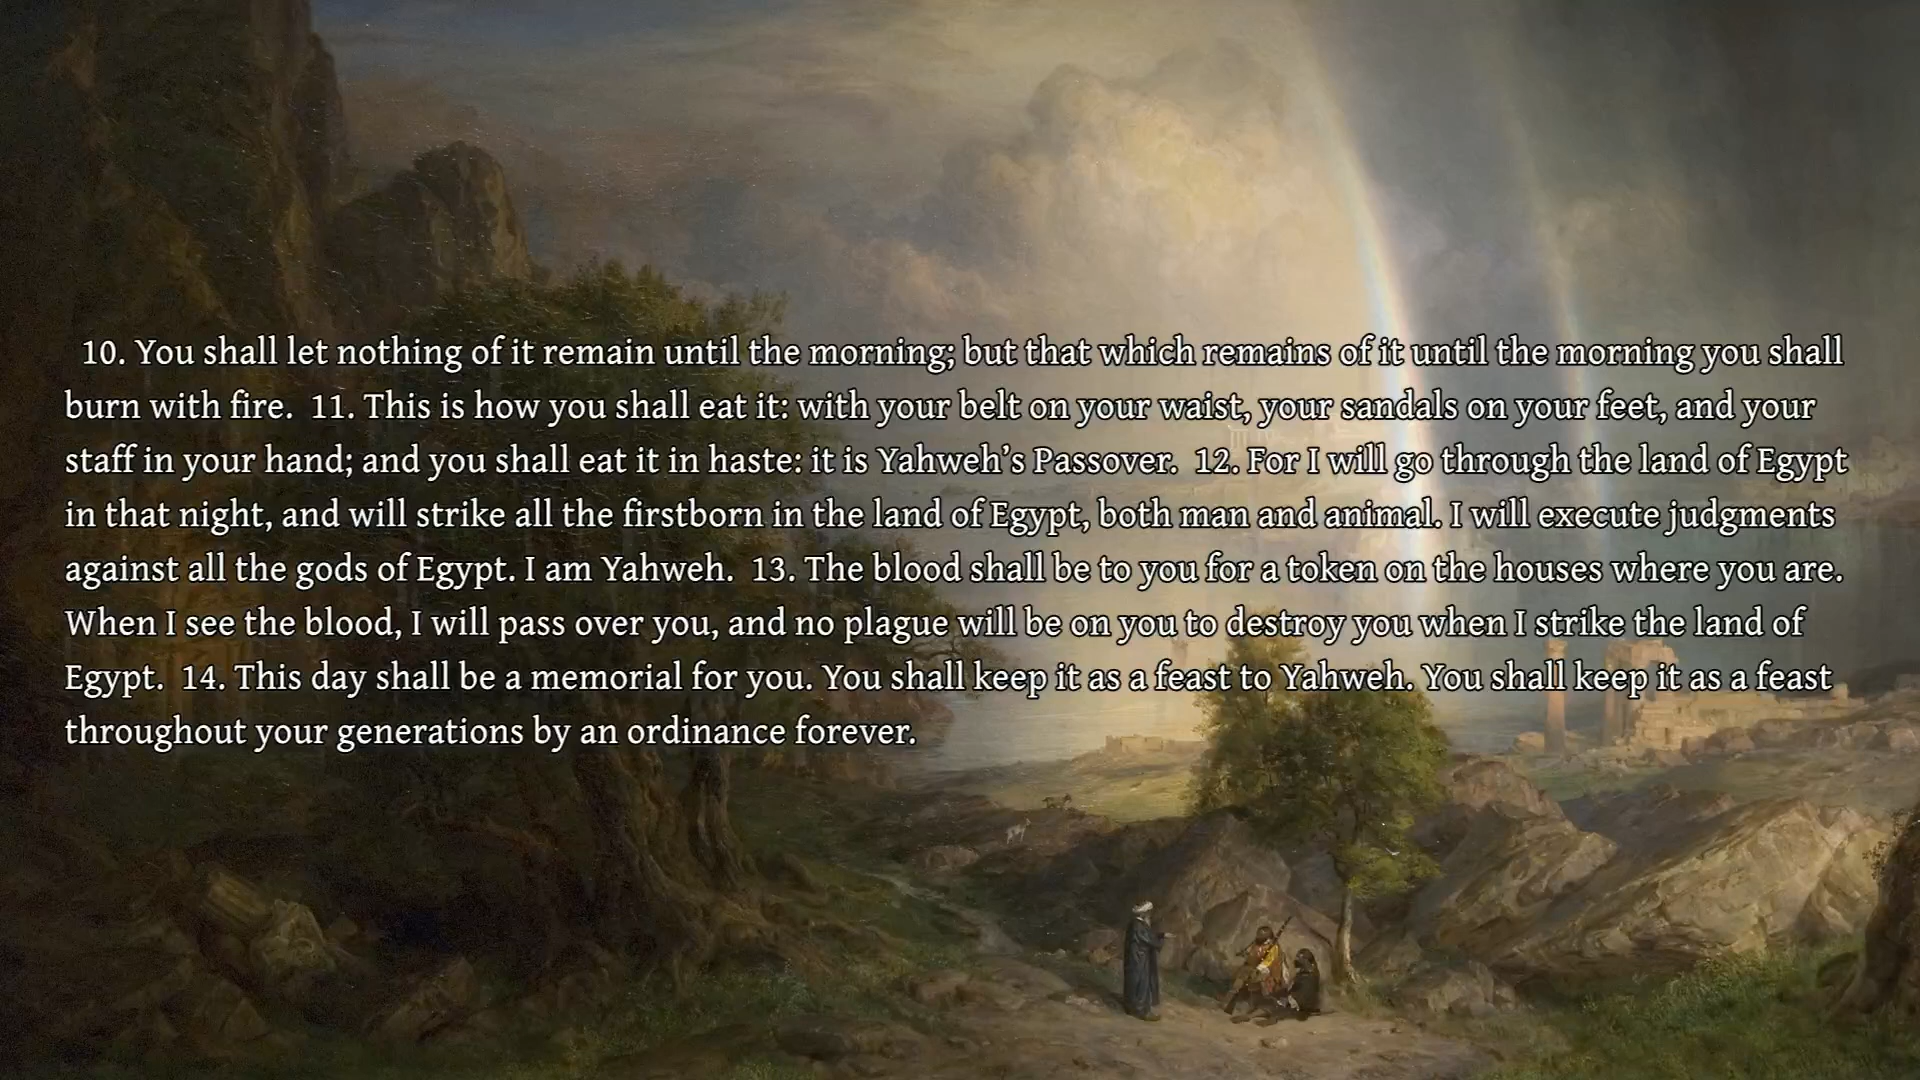 10. You shall let nothing of it remain until the morning; but that which remains of it until the morning you shall
burn with fire.  11. This is how you shall eat it: with your belt on your waist, your sandals on your feet, and your
staff in your hand; and you shall eat it in haste: it is Yahweh’s Passover.  12. For I will go through the land of Egypt
in that night, and will strike all the firstborn in the land of Egypt, both man and animal. I will execute judgments
against all the gods of Egypt. I am Yahweh.  13. The blood shall be to you for a token on the houses where you are.
When I see the blood, I will pass over you, and no plague will be on you to destroy you when I strike the land of
Egypt.  14. This day shall be a memorial for you. You shall keep it as a feast to Yahweh. You shall keep it as a feast
throughout your generations by an ordinance forever.